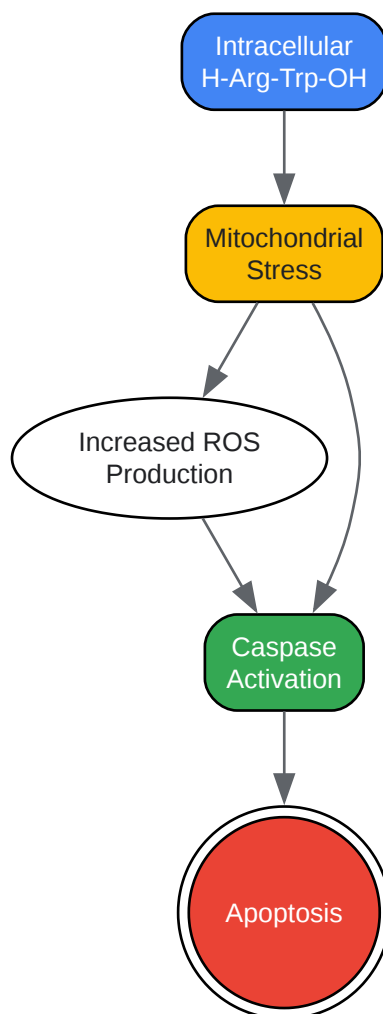 Intracellular
H-Arg-Trp-OH
Mitochondrial
Stress
Increased ROS
Production
Caspase
Activation
Apoptosis